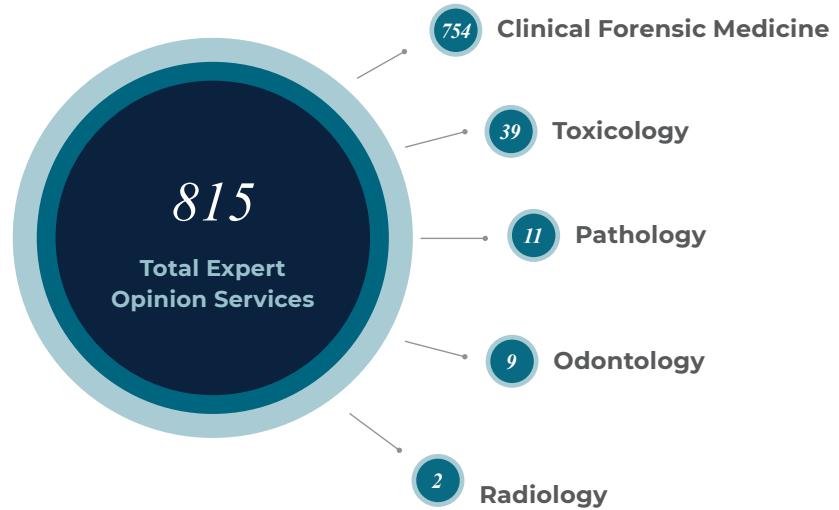 815
Total Expert
Opinion Services
754 Clinical Forensic Medicine
39 Toxicology
11 Pathology
9 Odontology
2 Radiology